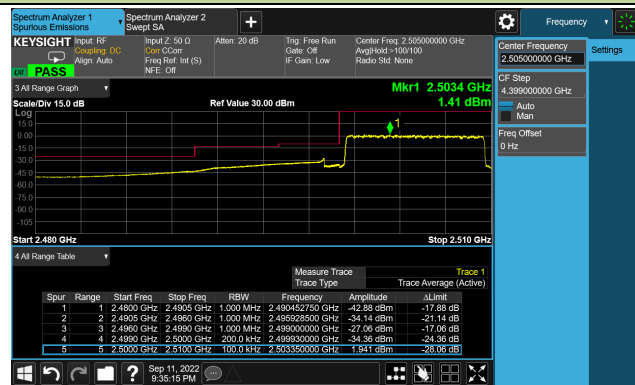 Spectrum Analyzer 1
Spurious Emissions
Spectrum Analyzer 2
Swept SA
Frequency
KEYSIGHT
Input: RF
Coupling: DC
Align: Auto
Input Z: 50 Ω
Corr CCorr
Freq Ref: Int (S)
NFE: Off
Atten: 20 dB
Trig: Free Run
Gate: Off
IF Gain: Low
Center Freq: 2.505000000 GHz
Avg|Hold:>100/100
Radio Std: None
PASS
Center Frequency
2.505000000 GHz
Settings
CF Step
4.399000000 GHz
Auto
Man
Freq Offset
0 Hz
3 All Range Graph
Mkr1 2.5034 GHz
1.41 dBm
Scale/Div 15.0 dB
Ref Value 30.00 dBm
Log
15.0
0.00
-15.0
-30.0
-45.0
-60.0
-75.0
-90.0
-105
1
Start 2.480 GHz
Stop 2.510 GHz
4 All Range Table
Measure Trace Trace 1
Trace Type Trace Average (Active)
Spur Range Start Freq Stop Freq RBW Frequency Amplitude ΔLimit
1 1 2.4800 GHz 2.4905 GHz 1.000 MHz 2.490452750 GHz -42.88 dBm -17.88 dB
2 2 2.4905 GHz 2.4960 GHz 1.000 MHz 2.495928500 GHz -34.14 dBm -21.14 dB
3 3 2.4960 GHz 2.4990 GHz 1.000 MHz 2.499000000 GHz -27.06 dBm -17.06 dB
4 4 2.4990 GHz 2.5000 GHz 200.0 kHz 2.499930000 GHz -34.36 dBm -24.36 dB
5 5 2.5000 GHz 2.5100 GHz 100.0 kHz 2.503350000 GHz 1.941 dBm -28.06 dB
Sep 11, 2022
9:35:15 PM